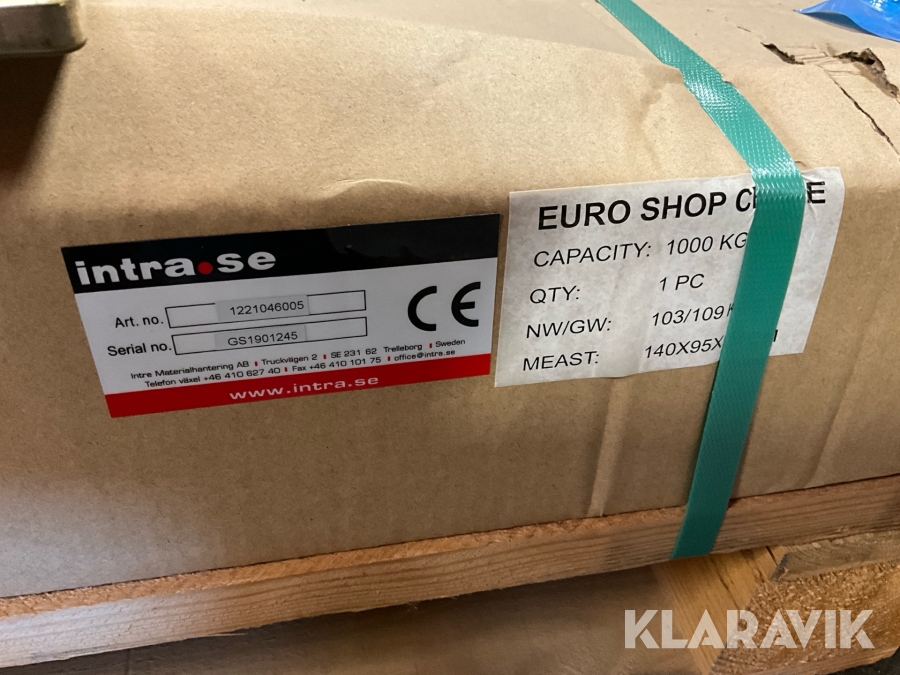 intra.se
Art. no. 1221046005
Serial no. GS1901245
Intra Materialhantering AB Truckvägen 2 SE 231 62 Trelleborg Sweden
Telefon växel +46 410 627 40 Fax +46 410 101 75 office@intra.se
www.intra.se
CE
EURO SHOP
CAPACITY: 1000 KG
QTY: 1 PC
NW/GW: 103/109
MEAST: 140X95X
KLARAVIK